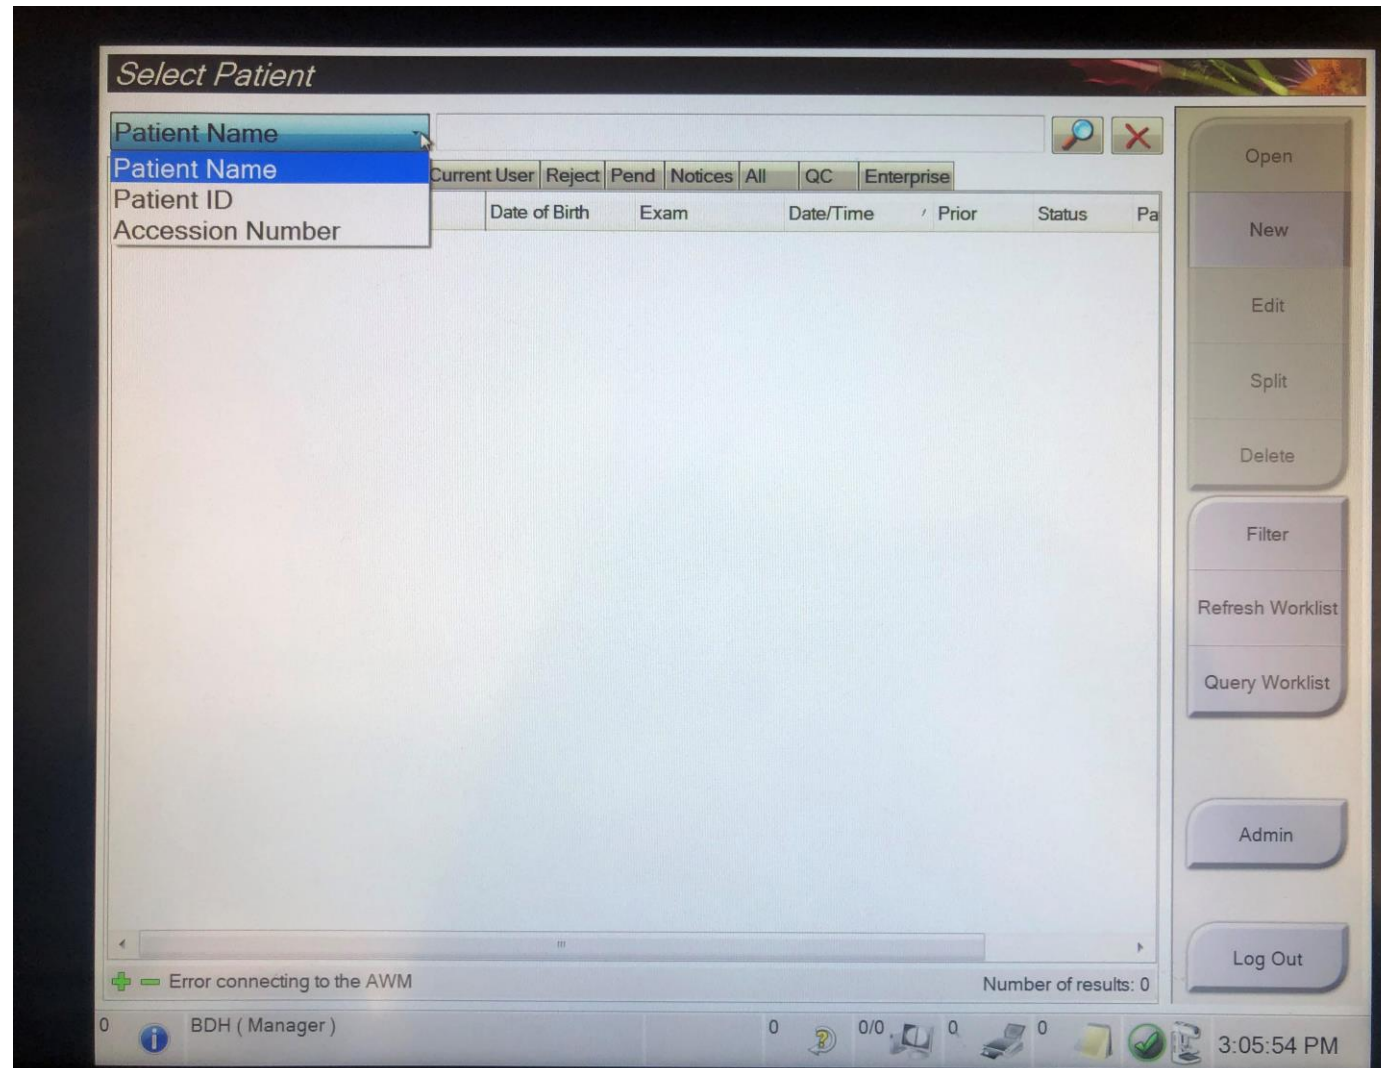 Select Patient
Patient Name
Patient Name
Patient ID
Accession Number
Current User Reject Pend Notices All QC Enterprise
Date of Birth Exam Date/Time Prior Status Pa
Open
New
Edit
Split
Delete
Filter
Refresh Worklist
Query Worklist
Admin
Log Out
Error connecting to the AWM
Number of results: 0
0 BDH ( Manager ) 0 0/0 0 0 3:05:54 PM